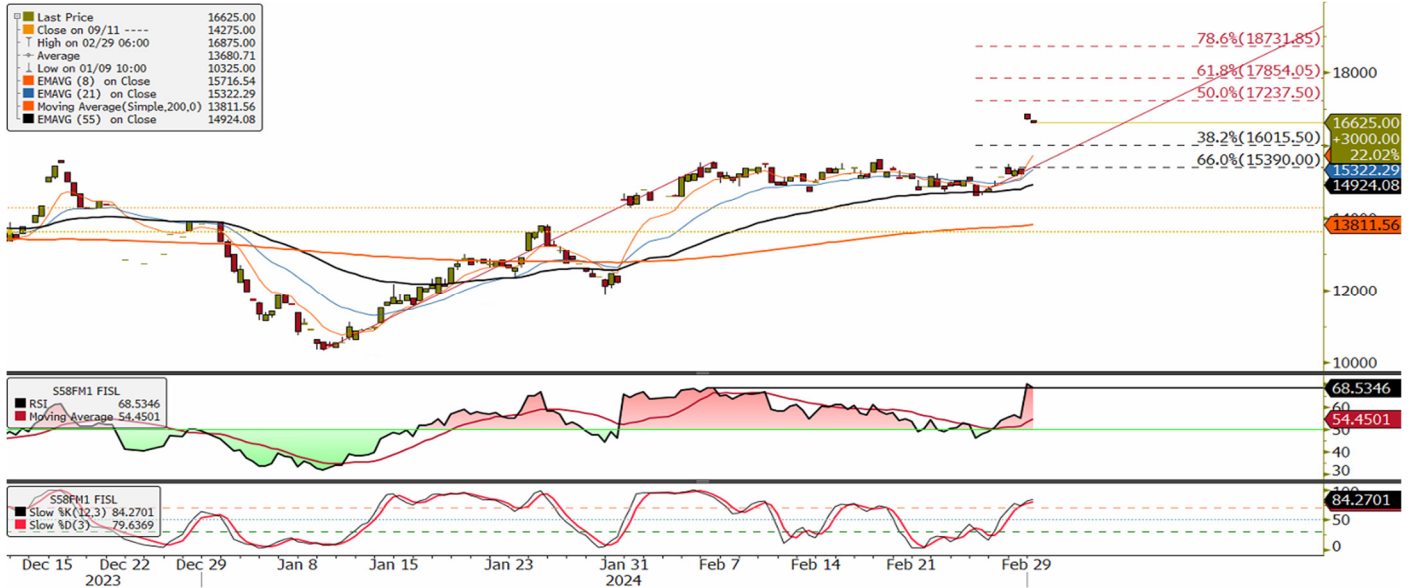 Last Price 16625.00
Close on 09/11 ---- 14275.00
High on 02/29 06:00 16875.00
Average 13680.71
Low on 01/09 10:00 10325.00
EMAVG (8) on Close 15716.54
EMAVG (21) on Close 15322.29
Moving Average(Simple,200,0) 13811.56
EMAVG (55) on Close 14924.08
78.6%(18731.85)
61.8%(17854.05)
18000
50.0%(17237.50)
16625.00
+3000.00
38.2%(16015.50)
22.02%
66.0%(15390.00)
15322.29
14924.08
13811.56
12000
10000
S58FM1 FISL
RSI 68.5346
Moving Average 54.4501
68.5346
60
54.4501
50
40
30
S58FM1 FISL
Slow %K(12,3) 84.2701
Slow %D(3) 79.6369
100
84.2701
50
0
Dec 15 Dec 22 Dec 29 Jan 8 Jan 15 Jan 23 Jan 31 Feb 7 Feb 14 Feb 21 Feb 29
2023 2024